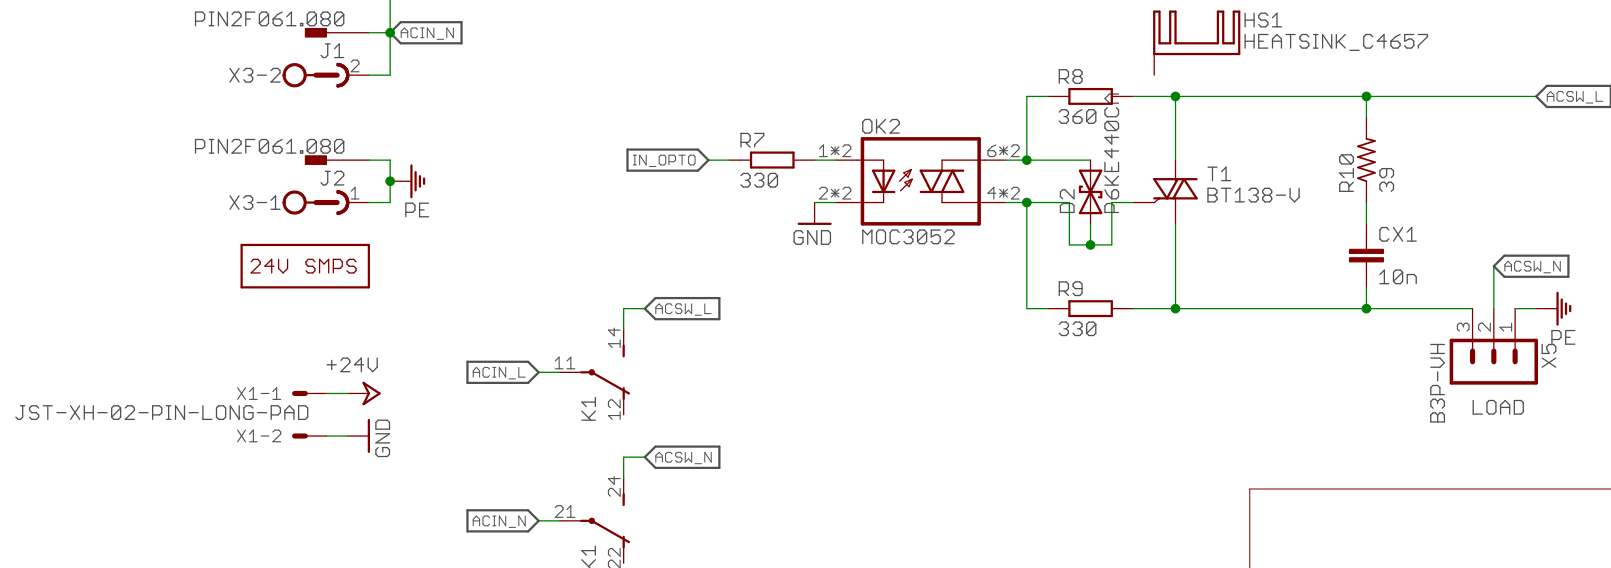 PIN2F061.080
ACIN_N
J1
X3-2
2
PIN2F061.080
J2
X3-1
1
PE
24V SMPS
+24V
X1-1
JST-XH-02-PIN-LONG-PAD
X1-2
GND
ACSW_L
14
ACIN_L
11
12
K1
ACSW_N
24
ACIN_N
21
22
K1
IN_OPTO
R7
330
OK2
1*2
2*2
6*2
4*2
GND
MOC3052
HS1
HEATSINK_C4657
R8
360
D2
P6KE440C
T1
BT138-V
R9
330
R10
39
CX1
10n
ACSW_L
ACSW_N
PE
3
2
1
X5
B3P-VH
LOAD